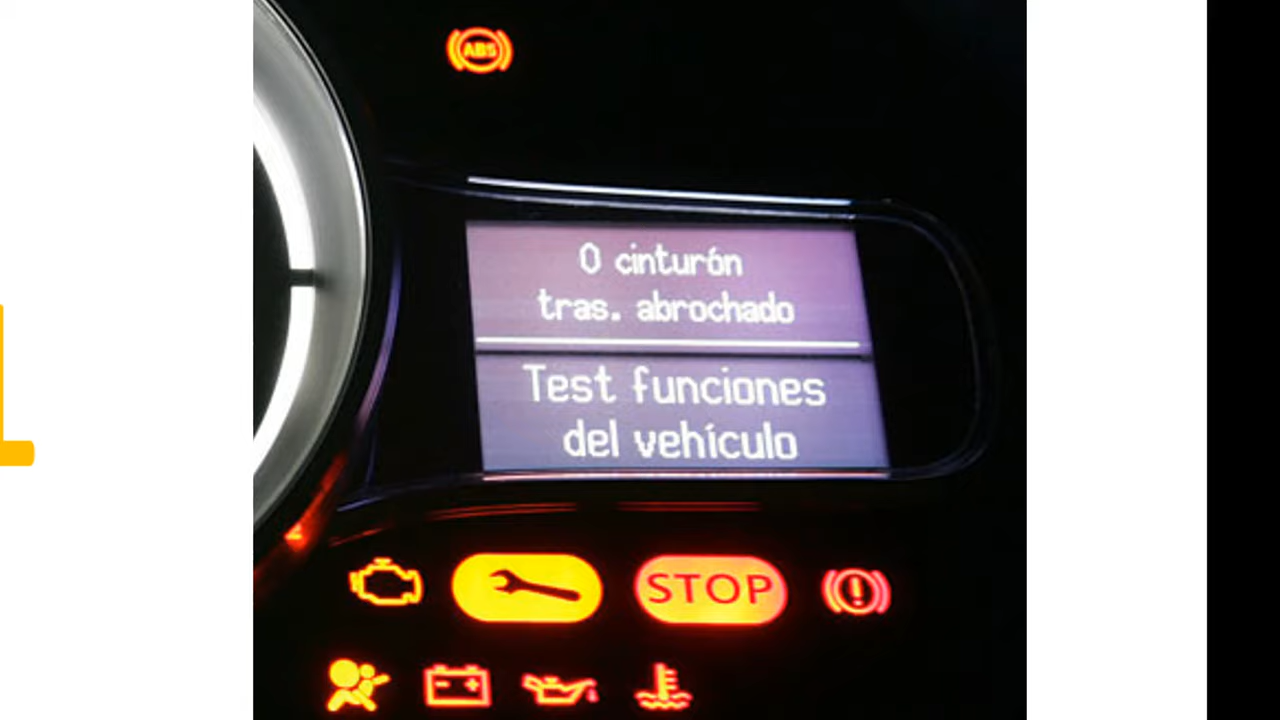 ABS
0 cinturón
tras. abrochado
Test funciones
del vehículo
STOP